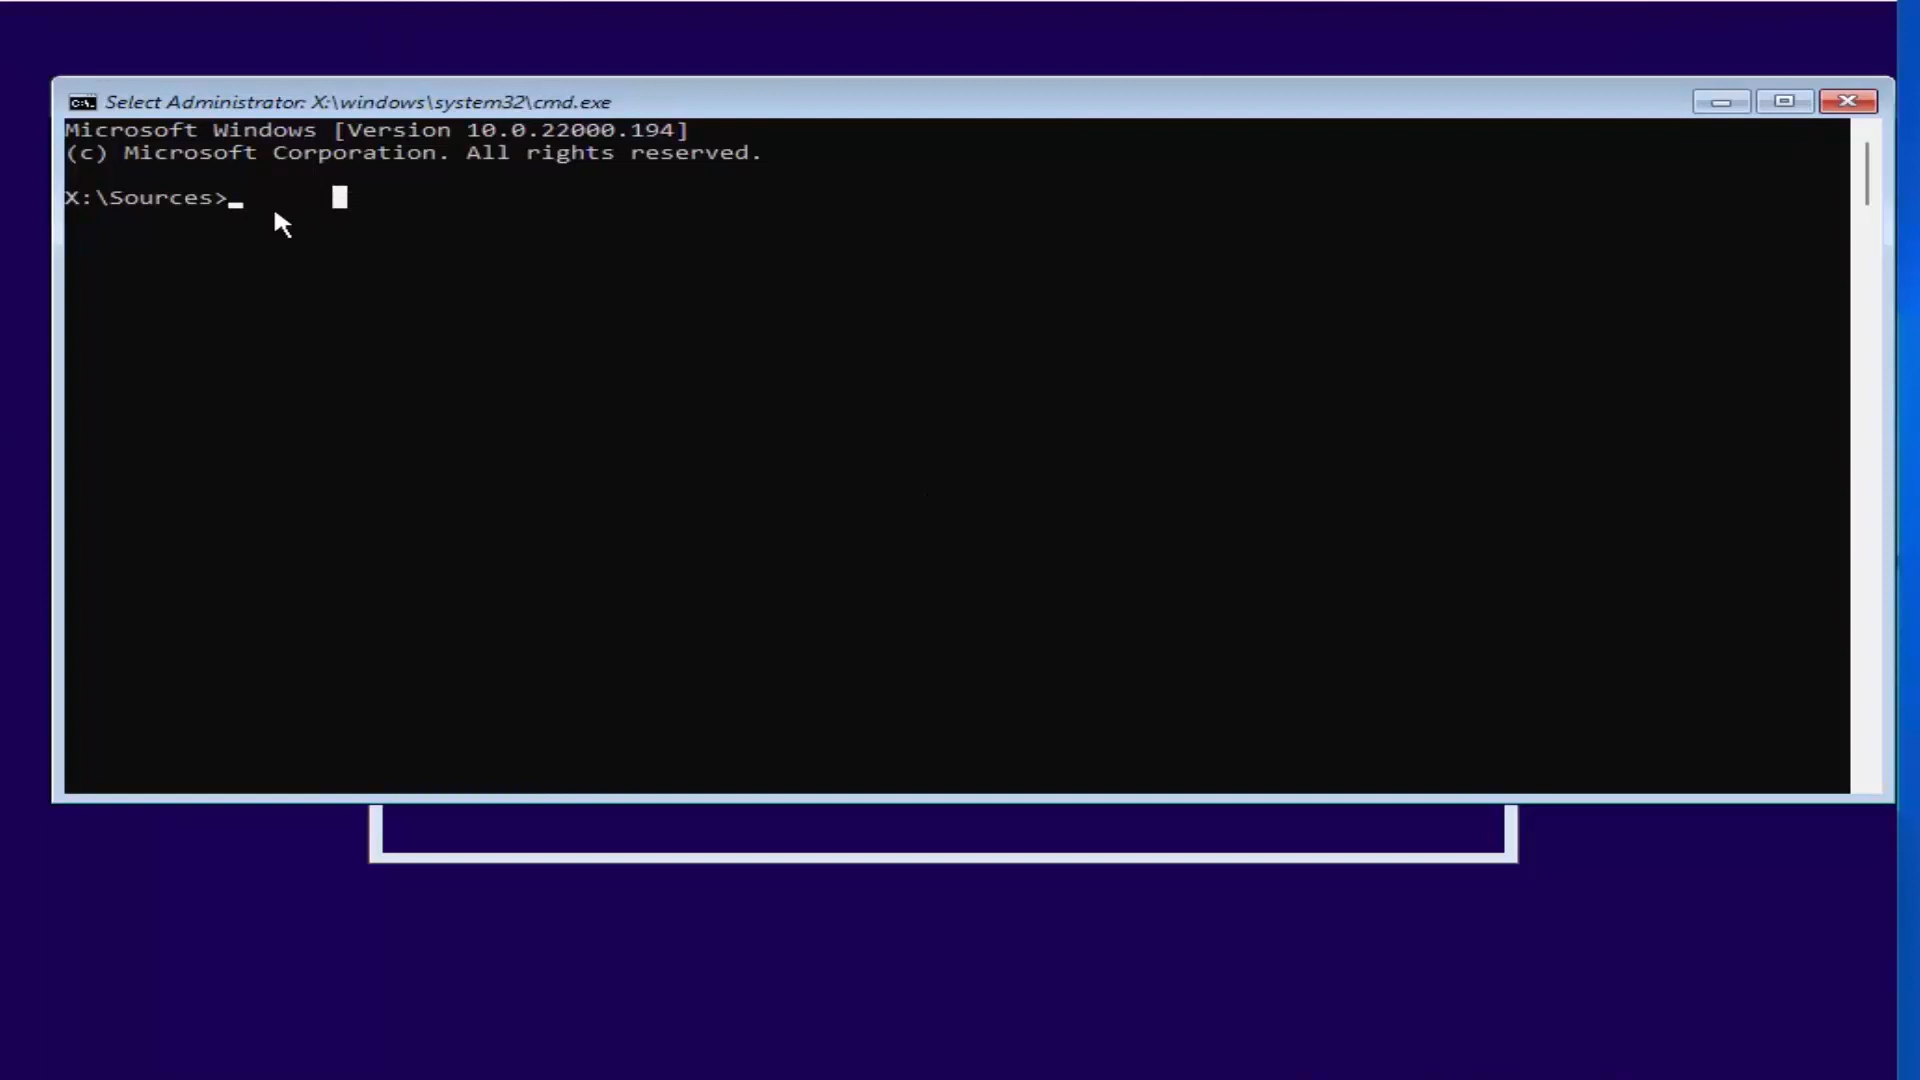 Select Administrator: X:\windows\system32\cmd.exe
Microsoft Windows [Version 10.0.22000.194]
(c) Microsoft Corporation. All rights reserved.
X:\Sources>